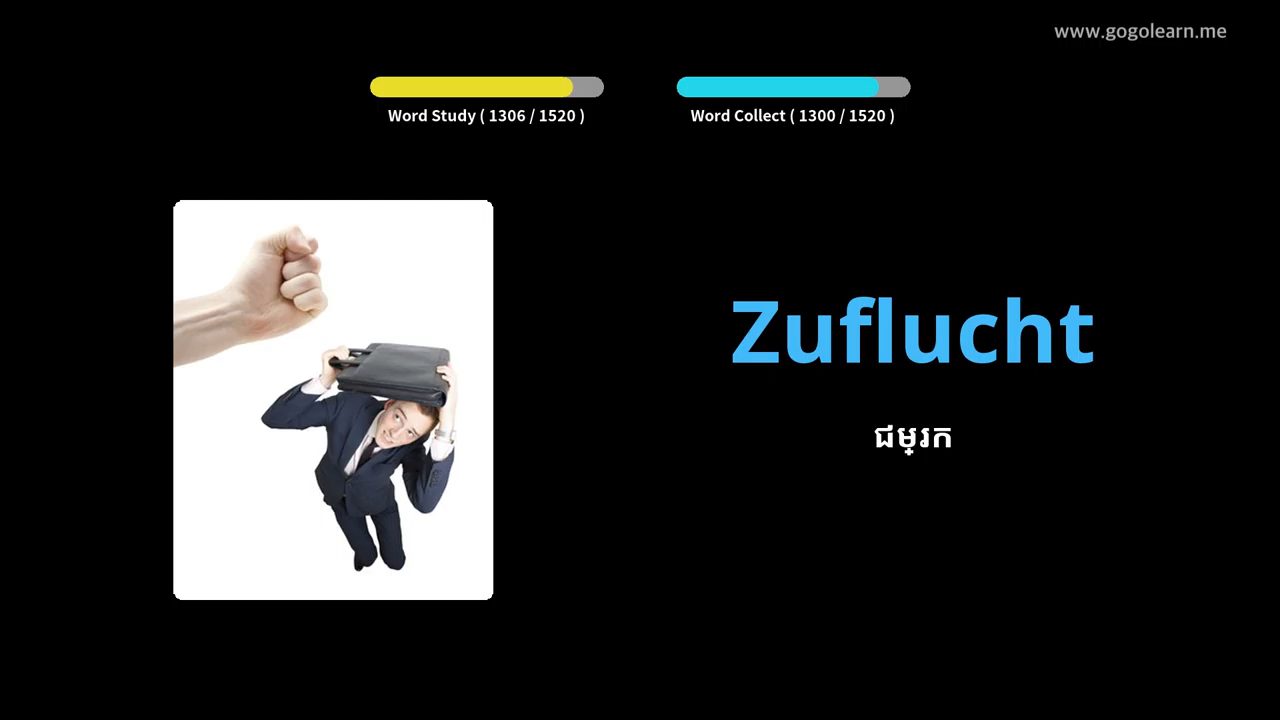 www.gogolearn.me
Word Study ( 1306 / 1520 )
Word Collect ( 1300 / 1520 )
Zuflucht
ជម្រក